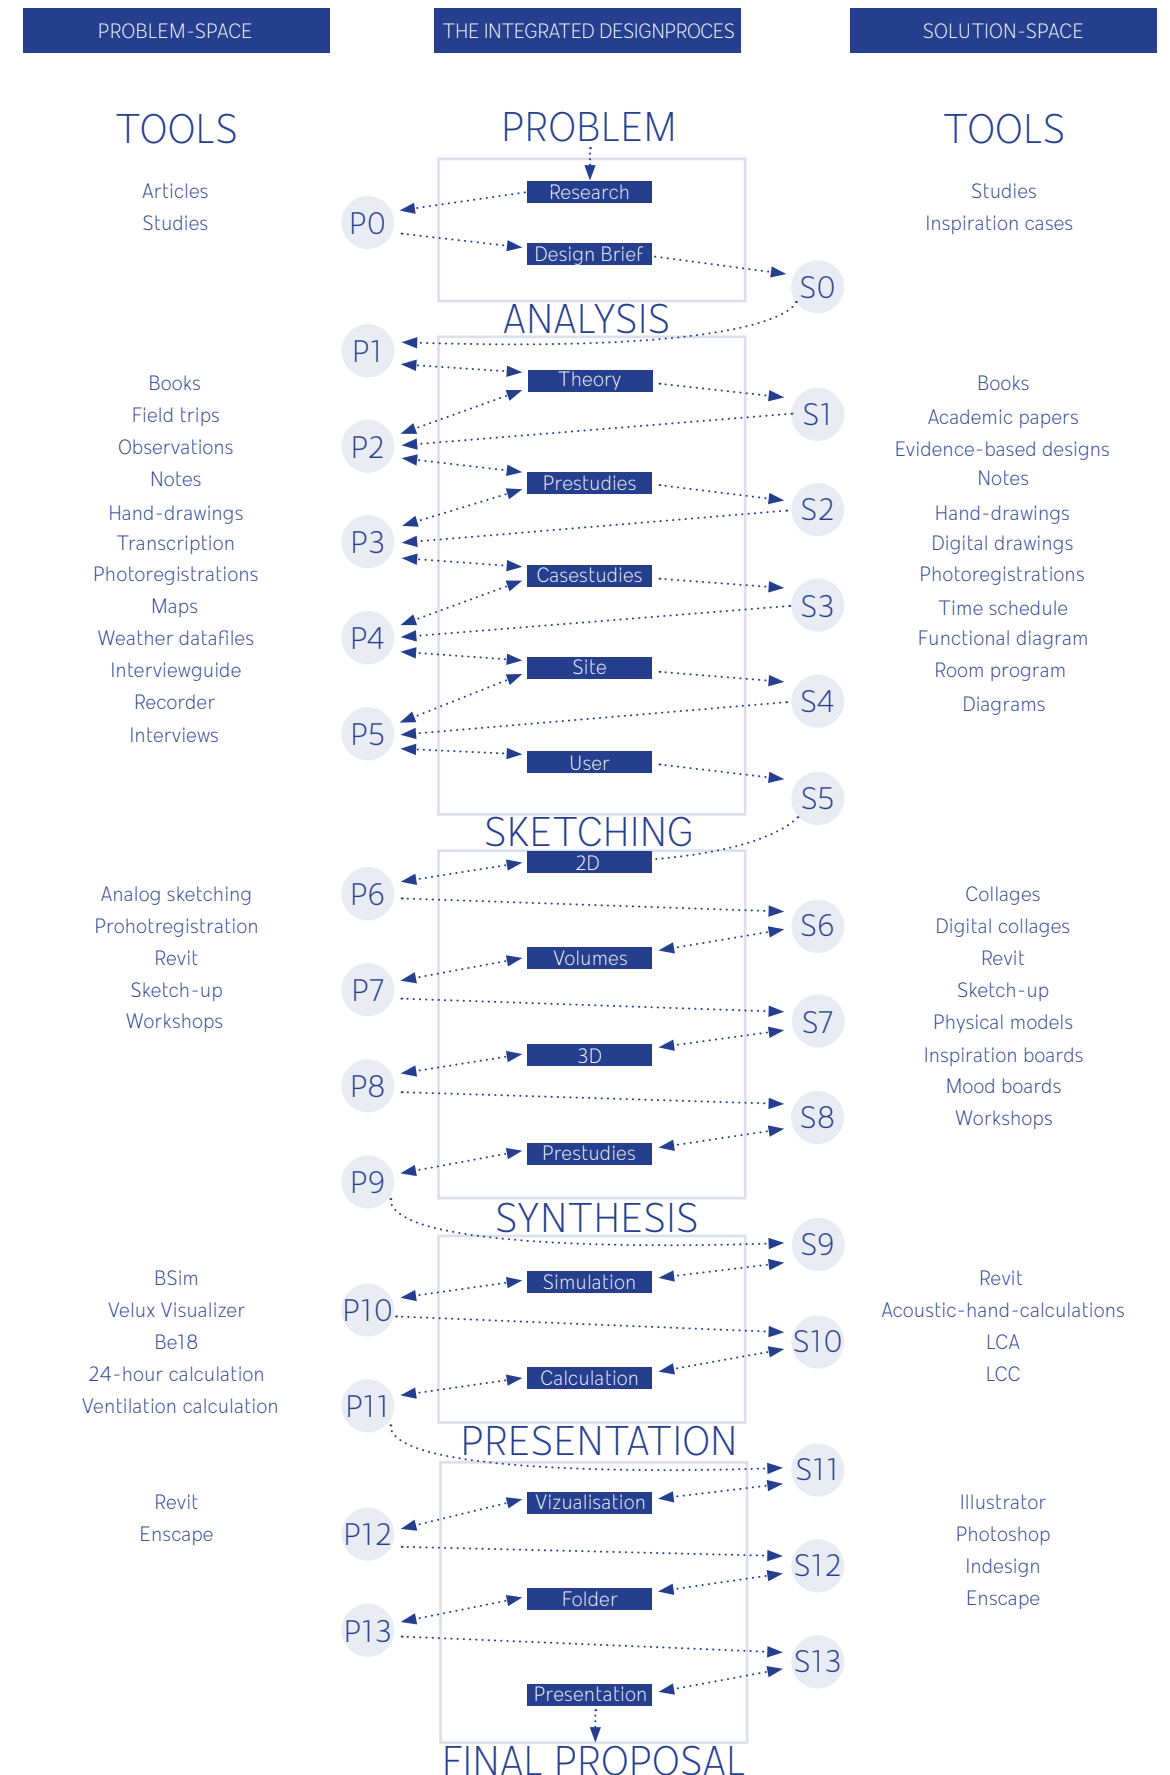 PROBLEM-SPACE
THE INTEGRATED DESIGNPROCES
SOLUTION-SPACE
TOOLS
PROBLEM
TOOLS
Articles
Research
Studies
Studies
P0
Inspiration cases
Design Brief
S0
ANALYSIS
P1
Books
Theory
Books
Field trips
S1
Academic papers
Observations
P2
Evidence-based designs
Notes
Prestudies
Notes
Hand-drawings
S2
Hand-drawings
Transcription
P3
Digital drawings
Photoregistrations
Casestudies
Photoregistrations
Maps
S3
Time schedule
Weather datafiles
P4
Functional diagram
Interviewguide
Site
Room program
Recorder
S4
Diagrams
Interviews
P5
User
S5
SKETCHING
2D
Analog sketching
P6
Collages
Prohotregistration
S6
Digital collages
Revit
Volumes
Revit
Sketch-up
P7
Sketch-up
Workshops
S7
Physical models
3D
Inspiration boards
P8
Mood boards
S8
Workshops
Prestudies
P9
SYNTHESIS
S9
BSim
Simulation
Revit
Velux Visualizer
P10
Acoustic-hand-calculations
Be18
S10
LCA
24-hour calculation
Calculation
LCC
Ventilation calculation
P11
PRESENTATION
S11
Revit
Vizualisation
Illustrator
Enscape
P12
Photoshop
S12
Indesign
Folder
Enscape
P13
S13
Presentation
FINAL PROPOSAL